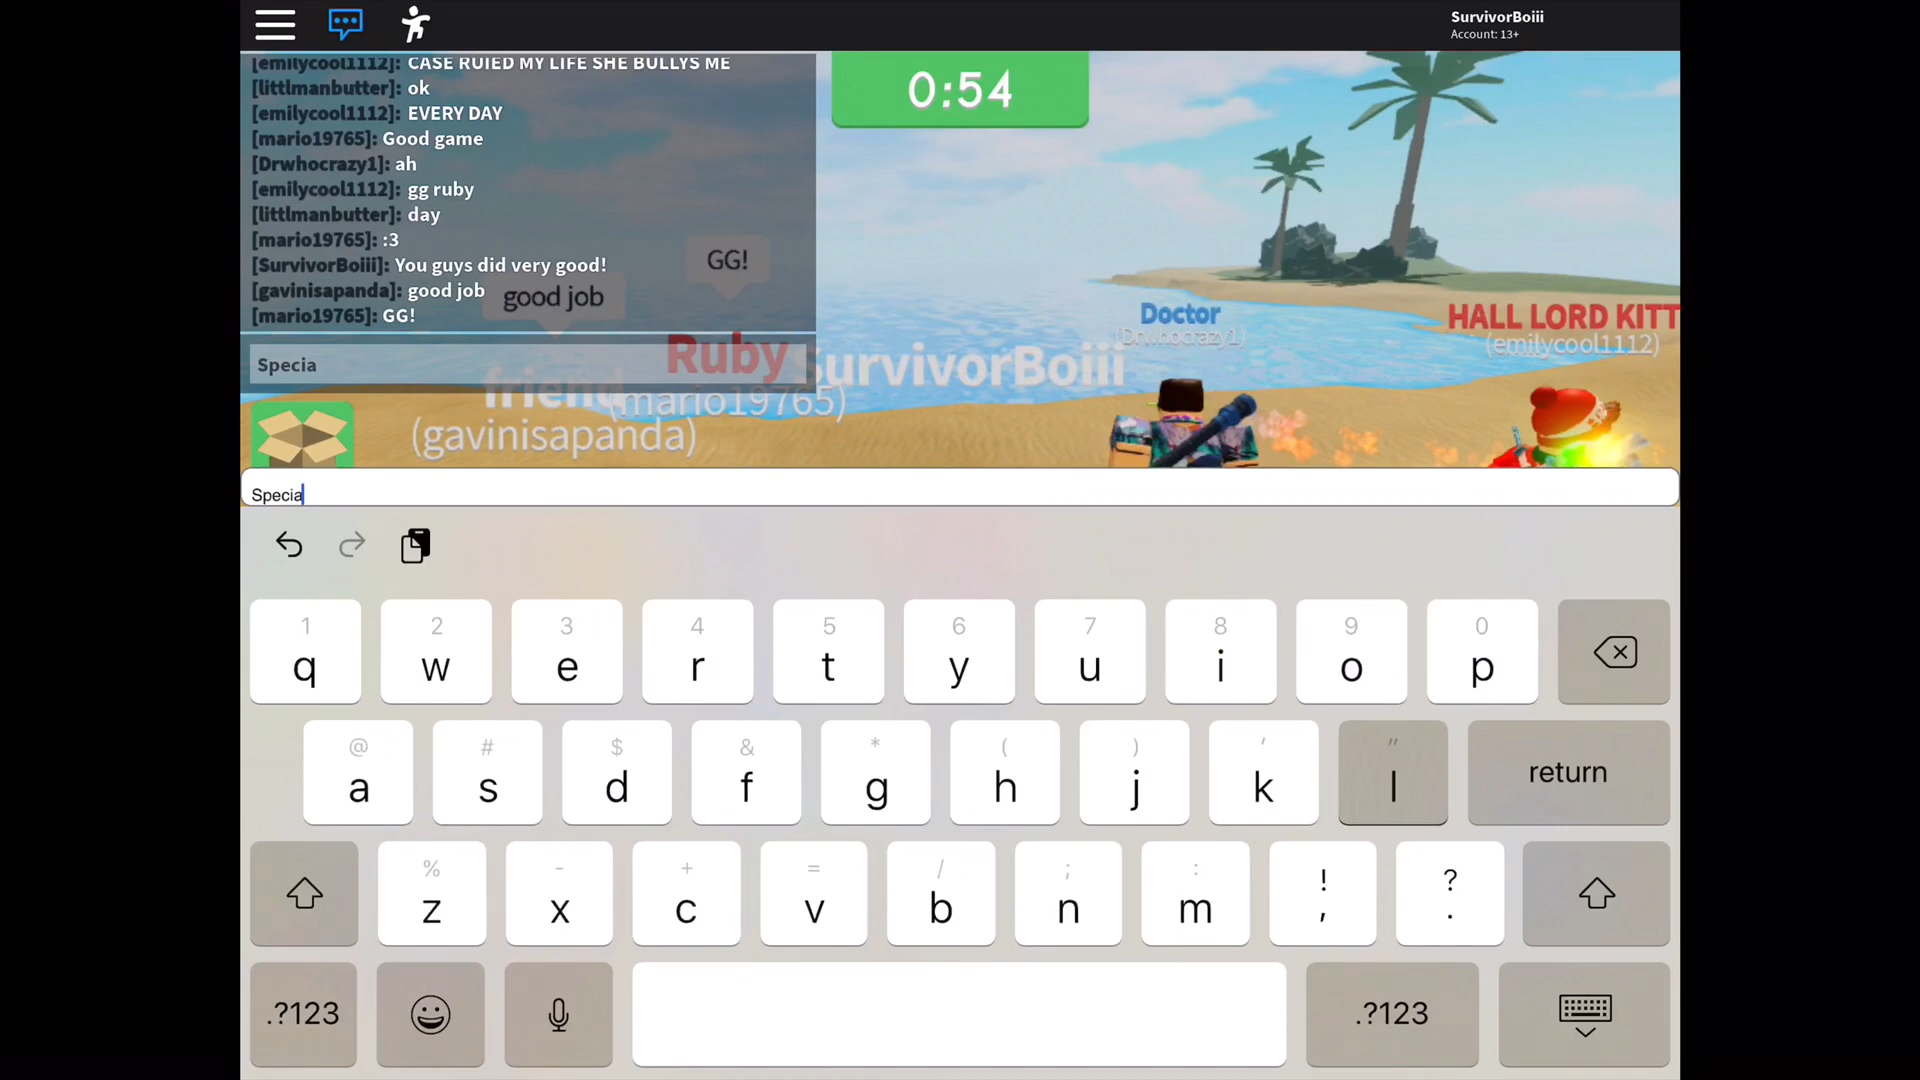 SurvivorBoiii
Account: 13+
[emilycool1112]: CASE RUIED MY LIFE SHE BULLYS ME
[littlmanbutter]: ok
[emilycool1112]: EVERY DAY
[mario19765]: Good game
[Drwhocrazy1]: ah
[emilycool1112]: gg ruby
[littlmanbutter]: day
[mario19765]: :3
[SurvivorBoiii]: You guys did very good!
[gavinisapanda]: good job
[mario19765]: GG!
Specia
0:54
GG!
good job
Ruby
(mario19765)
friend
(gavinisapanda)
SurvivorBoiii
Doctor
(Drwhocrazy1)
HALL LORD KITT
(emilycool1112)
Specia
1 2 3 4 5 6 7 8 9 0
q w e r t y u i o p
@ # $ & * ( ) ' "
a s d f g h j k l return
% - + = / ; : ! ?
z x c v b n m , .
.?123 .?123